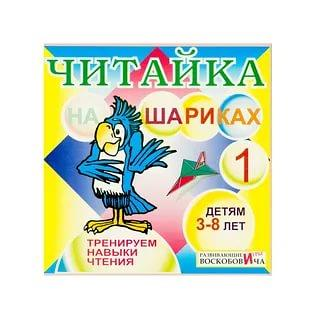 ЧИТАЙКА
НА ШАРИКАХ
1
ДЕТЯМ
3-8 ЛЕТ
ТРЕНИРУЕМ
НАВЫКИ
ЧТЕНИЯ
РАЗВИВАЮЩИЕ ИГРЫ
ВОСКОБОВИЧА